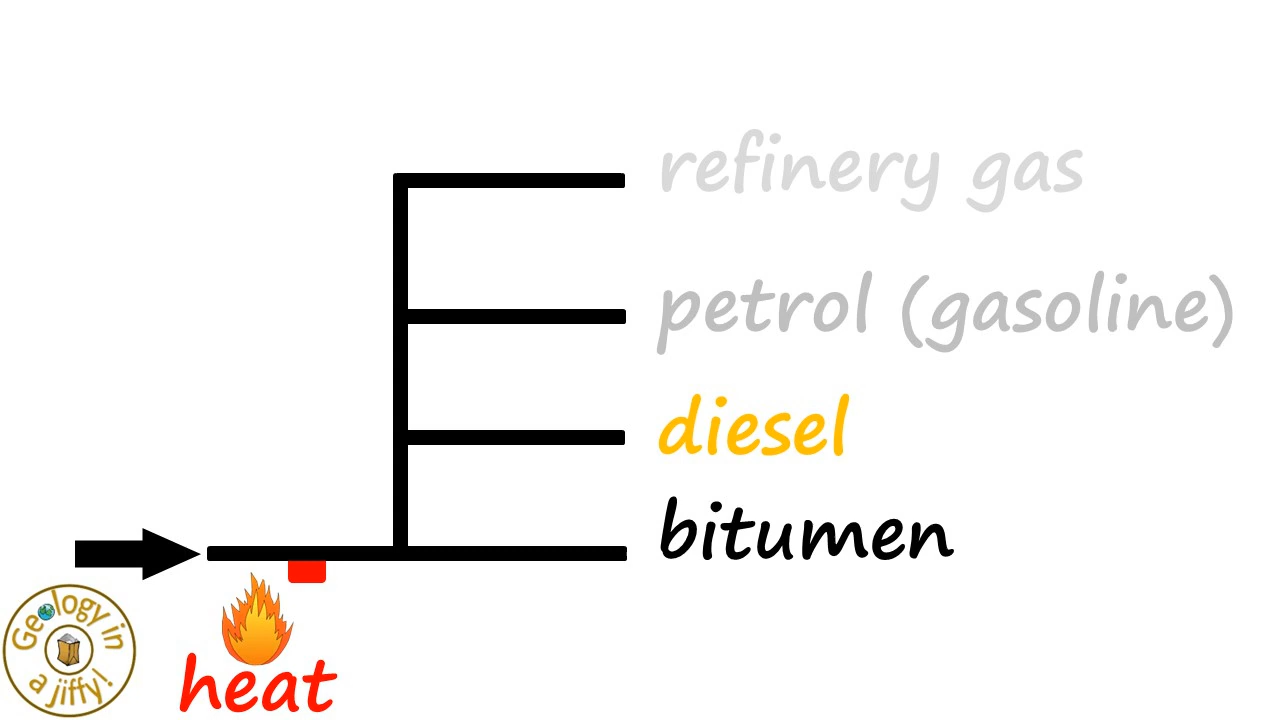 refinery gas
petrol (gasoline)
diesel
bitumen
Geology in
a jiffy!
heat